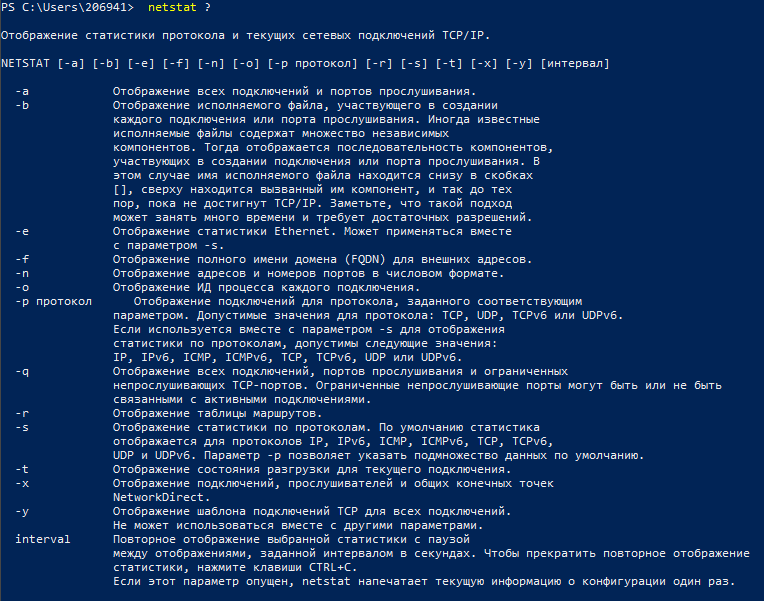 PS C:\Users\206941> netstat ?
Отображение статистики протокола и текущих сетевых подключений TCP/IP.
NETSTAT [-a] [-b] [-e] [-f] [-n] [-o] [-p протокол] [-r] [-s] [-t] [-x] [-y] [интервал]
-a Отображение всех подключений и портов прослушивания.
-b Отображение исполняемого файла, участвующего в создании
каждого подключения или порта прослушивания. Иногда известные
исполняемые файлы содержат множество независимых
компонентов. Тогда отображается последовательность компонентов,
участвующих в создании подключения или порта прослушивания. В
этом случае имя исполняемого файла находится снизу в скобках
[], сверху находится вызванный им компонент, и так до тех
пор, пока не достигнут TCP/IP. Заметьте, что такой подход
может занять много времени и требует достаточных разрешений.
-e Отображение статистики Ethernet. Может применяться вместе
с параметром -s.
-f Отображение полного имени домена (FQDN) для внешних адресов.
-n Отображение адресов и номеров портов в числовом формате.
-o Отображение ИД процесса каждого подключения.
-p протокол Отображение подключений для протокола, заданного соответствующим
параметром. Допустимые значения для протокола: TCP, UDP, TCPv6 или UDPv6.
Если используется вместе с параметром -s для отображения
статистики по протоколам, допустимы следующие значения:
IP, IPv6, ICMP, ICMPv6, TCP, TCPv6, UDP или UDPv6.
-q Отображение всех подключений, портов прослушивания и ограниченных
непрослушивающих TCP-портов. Ограниченные непрослушивающие порты могут быть или не быть
связанными с активными подключениями.
-r Отображение таблицы маршрутов.
-s Отображение статистики по протоколам. По умолчанию статистика
отображается для протоколов IP, IPv6, ICMP, ICMPv6, TCP, TCPv6,
UDP и UDPv6. Параметр -p позволяет указать подмножество данных по умолчанию.
-t Отображение состояния разгрузки для текущего подключения.
-x Отображение подключений, прослушивателей и общих конечных точек
NetworkDirect.
-y Отображение шаблона подключений TCP для всех подключений.
Не может использоваться вместе с другими параметрами.
interval Повторное отображение выбранной статистики с паузой
между отображениями, заданной интервалом в секундах. Чтобы прекратить повторное отображение
статистики, нажмите клавиши CTRL+C.
Если этот параметр опущен, netstat напечатает текущую информацию о конфигурации один раз.